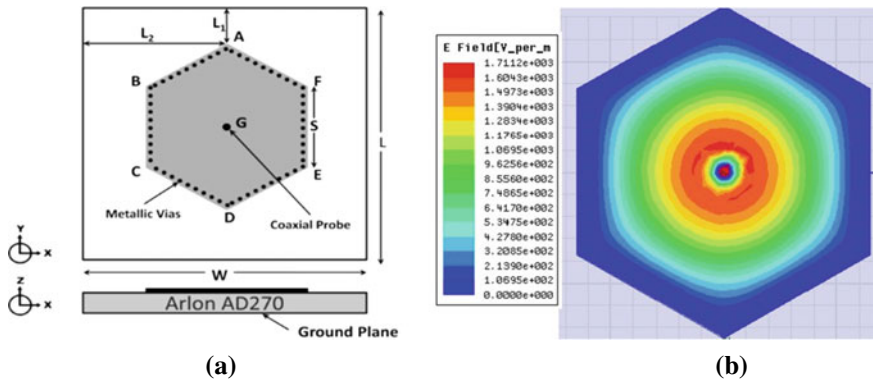 L₁
L₂
A
B
F
G
S
L
C
E
D
Metallic Vias
Coaxial Probe
Y
X
W
Z
X
Arlon AD270
Ground Plane
(a)
E Field[V_per_m
1.7112e+003
1.6043e+003
1.4973e+003
1.3904e+003
1.2834e+003
1.1765e+003
1.0695e+003
9.6256e+002
8.5560e+002
7.4865e+002
6.4170e+002
5.3475e+002
4.2780e+002
3.2085e+002
2.1390e+002
1.0695e+002
0.0000e+000
(b)